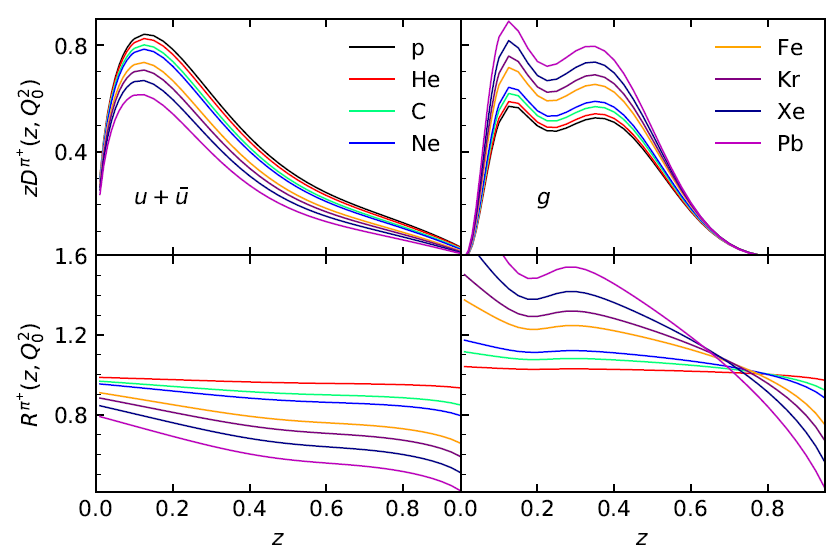 zD^{π^+}(z, Q_0^2)
0.8
0.4
p
He
C
Ne
u + ū
Fe
Kr
Xe
Pb
g
R^{π^+}(z, Q_0^2)
1.6
1.2
0.8
0.0 0.2 0.4 0.6 0.8 0.0 0.2 0.4 0.6 0.8
z z